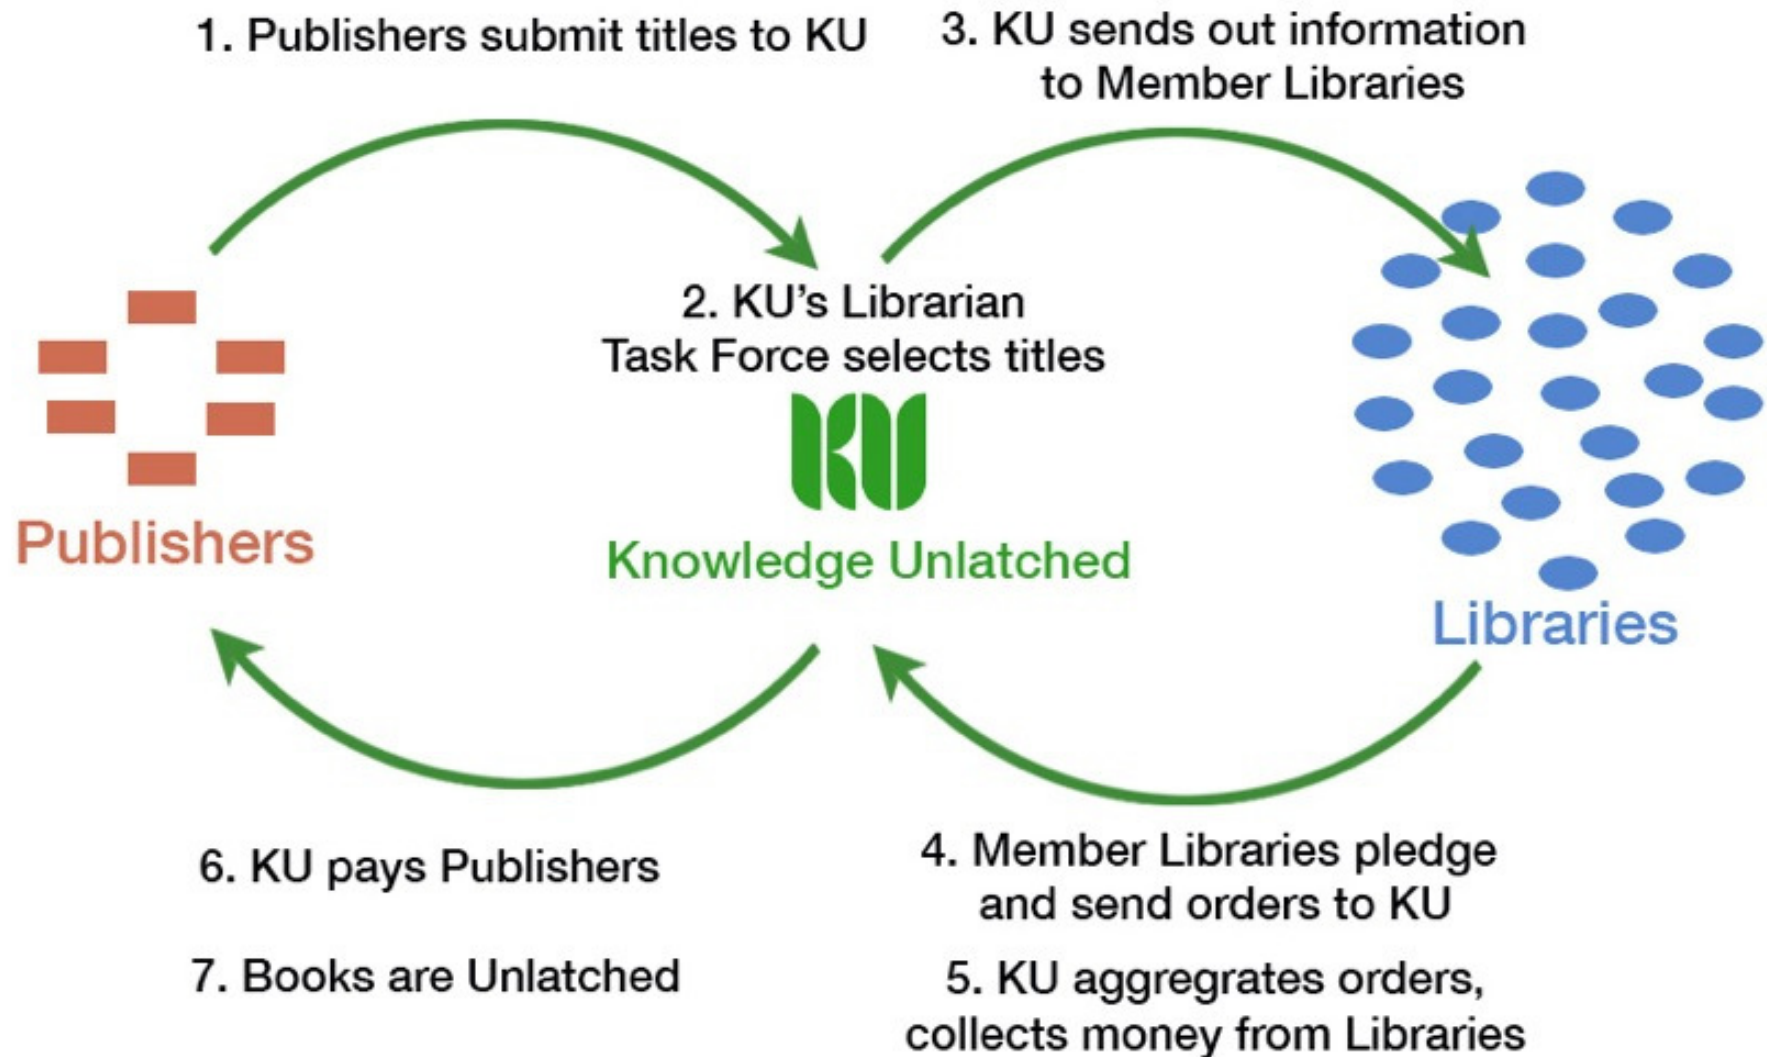 1. Publishers submit titles to KU
3. KU sends out information
to Member Libraries
2. KU's Librarian
Task Force selects titles
KU
Knowledge Unlatched
Publishers
Libraries
6. KU pays Publishers
7. Books are Unlatched
4. Member Libraries pledge
and send orders to KU
5. KU aggregrates orders,
collects money from Libraries